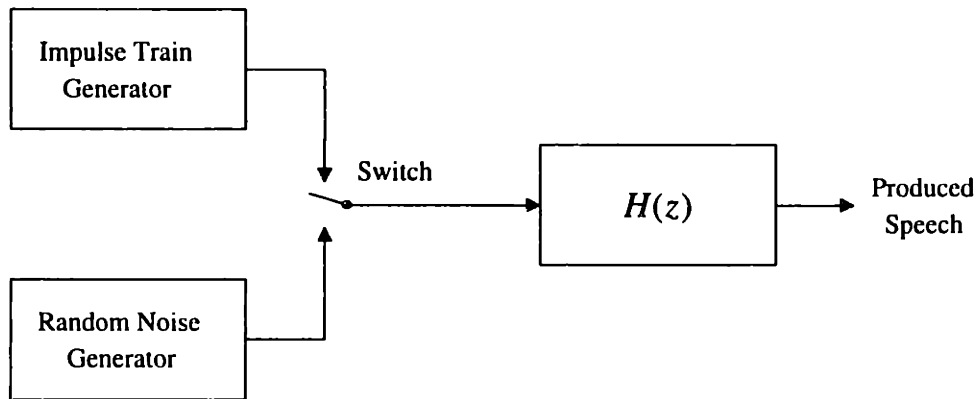 Impulse Train
Generator
Switch
H(z)
Produced
Speech
Random Noise
Generator